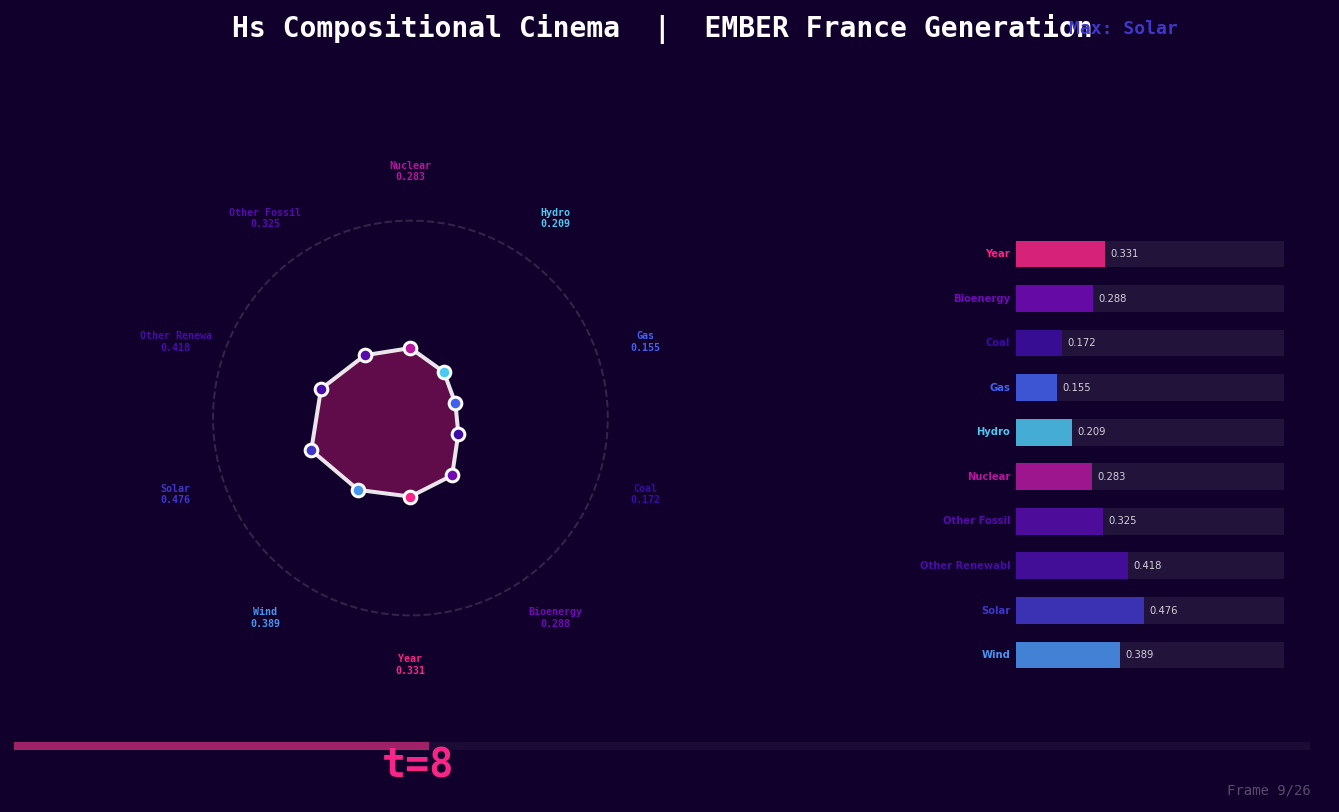 Hs Compositional Cinema | EMBER France Generation
Max: Solar
Nuclear
0.283
Other Fossil
0.325
Hydro
0.209
Other Renewa
0.418
Gas
0.155
Solar
0.476
Coal
0.172
Wind
0.389
Bioenergy
0.288
Year
0.331
Year 0.331
Bioenergy 0.288
Coal 0.172
Gas 0.155
Hydro 0.209
Nuclear 0.283
Other Fossil 0.325
Other Renewabl 0.418
Solar 0.476
Wind 0.389
t=8
Frame 9/26